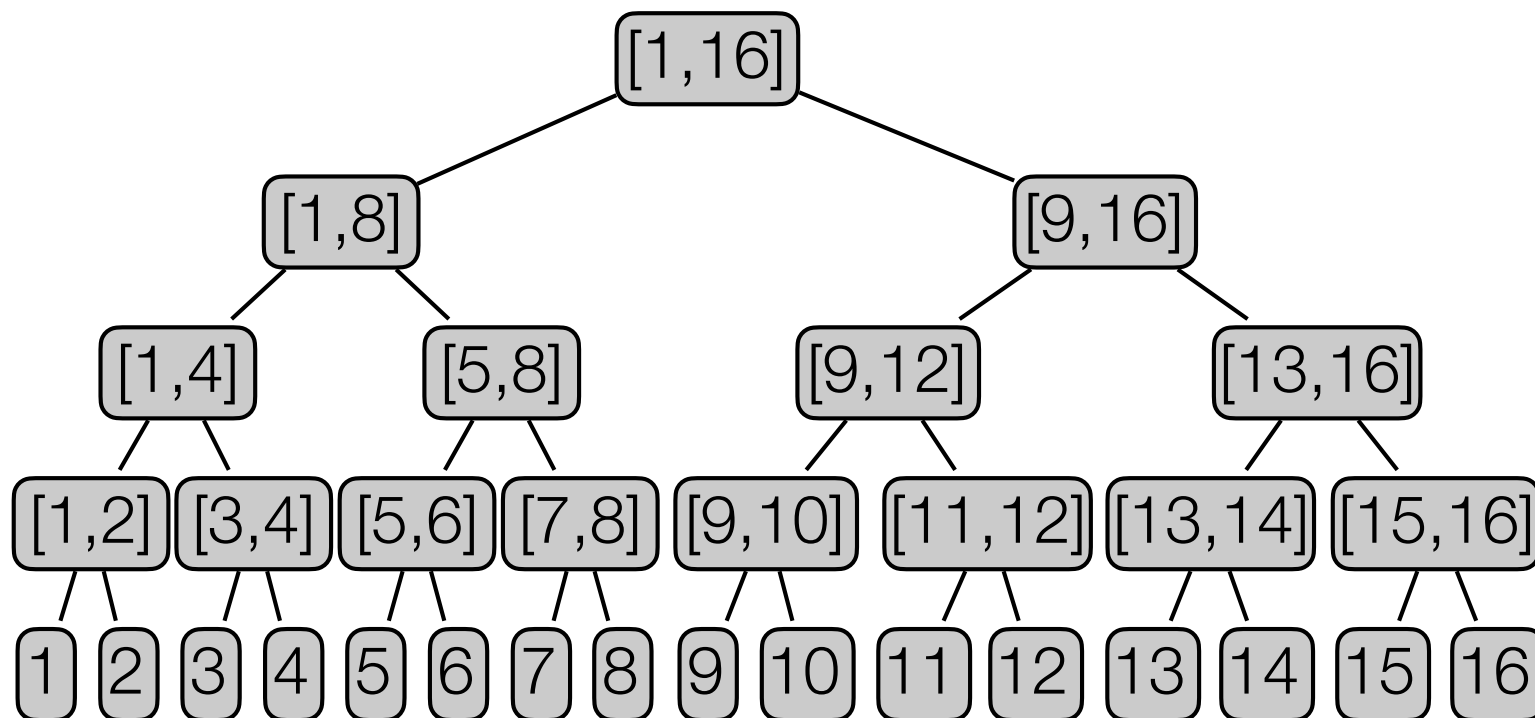 [1,16]
[1,8] [9,16]
[1,4] [5,8] [9,12] [13,16]
[1,2] [3,4] [5,6] [7,8] [9,10] [11,12] [13,14] [15,16]
1 2 3 4 5 6 7 8 9 10 11 12 13 14 15 16